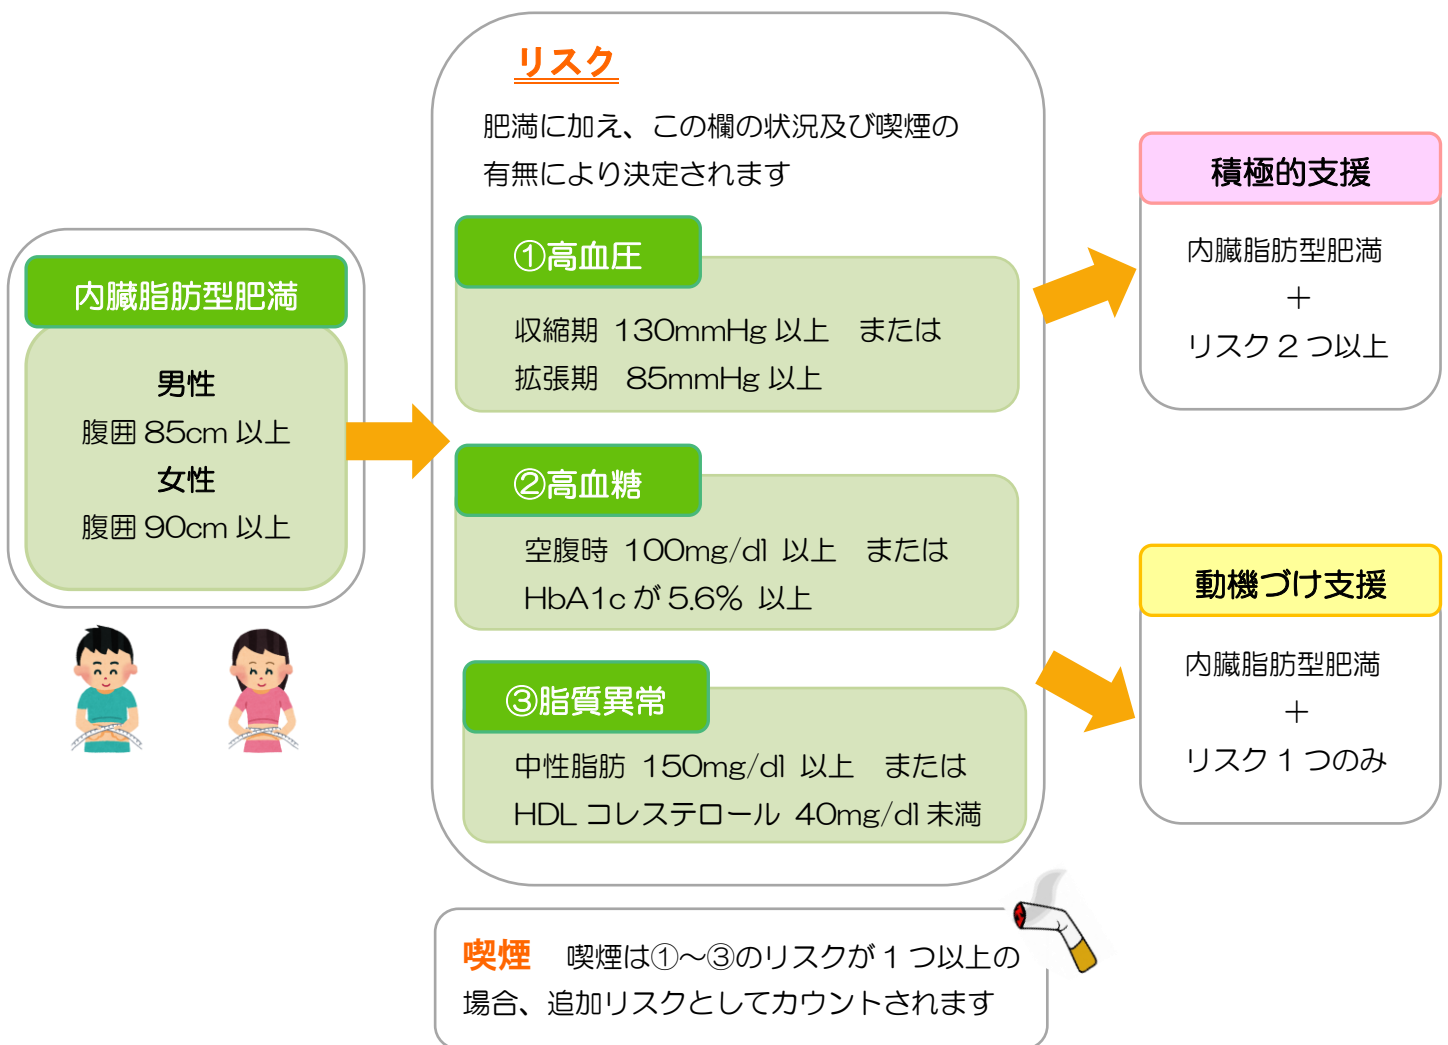 内臓脂肪型肥満
男性
腹囲 85cm 以上
女性
腹囲 90cm 以上
リスク
肥満に加え、この欄の状況及び喫煙の
有無により決定されます
①高血圧
収縮期 130mmHg 以上　または
拡張期　85mmHg 以上
②高血糖
空腹時 100mg/dl 以上　または
HbA1c が 5.6% 以上
③脂質異常
中性脂肪 150mg/dl 以上　または
HDL コレステロール 40mg/dl 未満
喫煙　喫煙は①～③のリスクが 1 つ以上の
場合、追加リスクとしてカウントされます
積極的支援
内臓脂肪型肥満
＋
リスク 2 つ以上
動機づけ支援
内臓脂肪型肥満
＋
リスク 1 つのみ